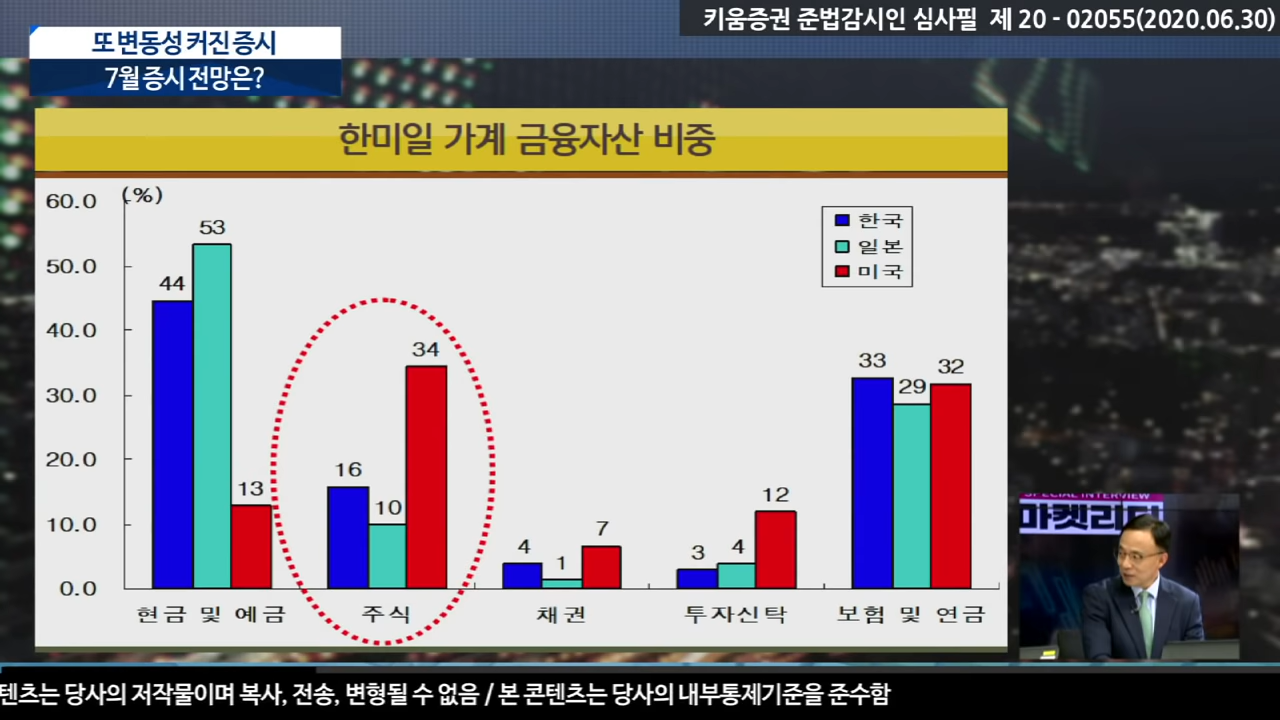 키움증권 준법감시인 심사필 제 20 - 02055(2020.06.30)
또 변동성 커진 증시
7월 증시 전망은?
한미일 가계 금융자산 비중
(%)
60.0
50.0
40.0
30.0
20.0
10.0
0.0
한국
일본
미국
44 53 13
16 10 34
4 1 7
3 4 12
33 29 32
현금 및 예금 주식 채권 투자신탁 보험 및 연금
SPECIAL INTERVIEW
마켓리더
텐츠는 당사의 저작물이며 복사, 전송, 변형될 수 없음 / 본 콘텐츠는 당사의 내부통제기준을 준수함